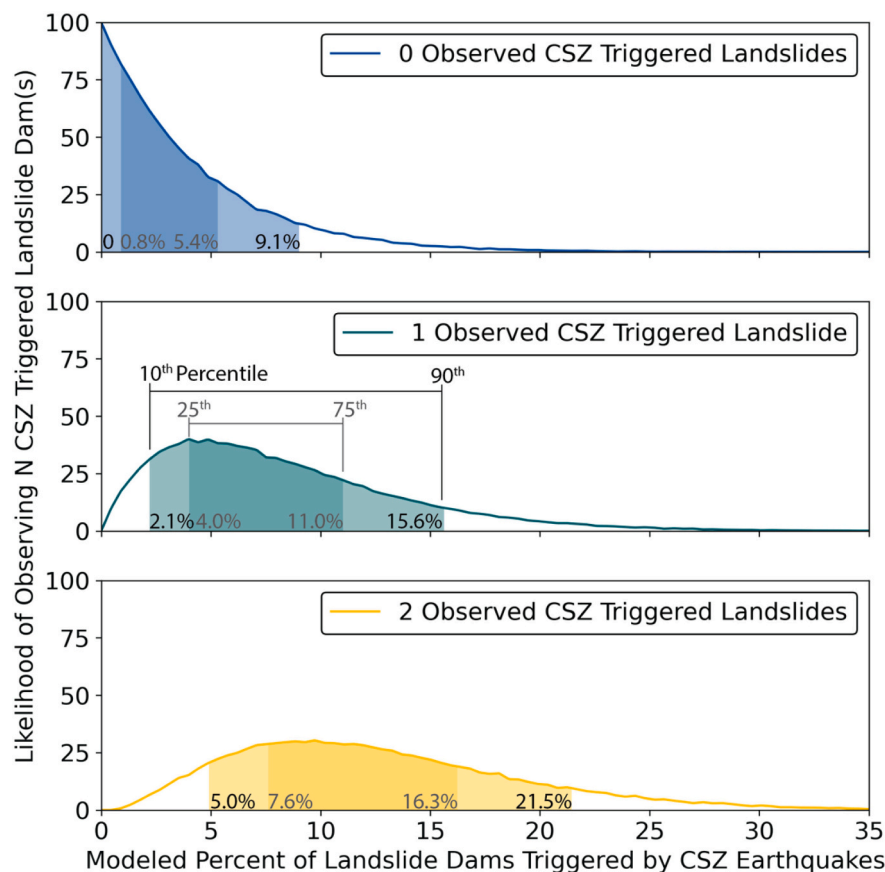 Likelihood of Observing N CSZ Triggered Landslide Dam(s)
100
75
50
25
0
0 Observed CSZ Triggered Landslides
0 0.8% 5.4% 9.1%
0 5 10 15 20 25 30 35
100
75
50
25
0
1 Observed CSZ Triggered Landslide
10th Percentile 90th
25th 75th
2.1% 4.0% 11.0% 15.6%
100
75
50
25
0
2 Observed CSZ Triggered Landslides
5.0% 7.6% 16.3% 21.5%
Modeled Percent of Landslide Dams Triggered by CSZ Earthquakes